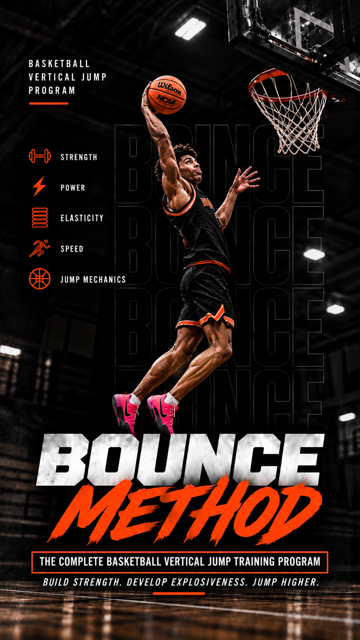 BASKETBALL
VERTICAL JUMP
PROGRAM
Wilson
NCAA
STRENGTH
POWER
ELASTICITY
SPEED
JUMP MECHANICS
BOUNCE
BOUNCE
BOUNCE
BOUNCE
BOUNCE
METHOD
THE COMPLETE BASKETBALL VERTICAL JUMP TRAINING PROGRAM
BUILD STRENGTH. DEVELOP EXPLOSIVENESS. JUMP HIGHER.